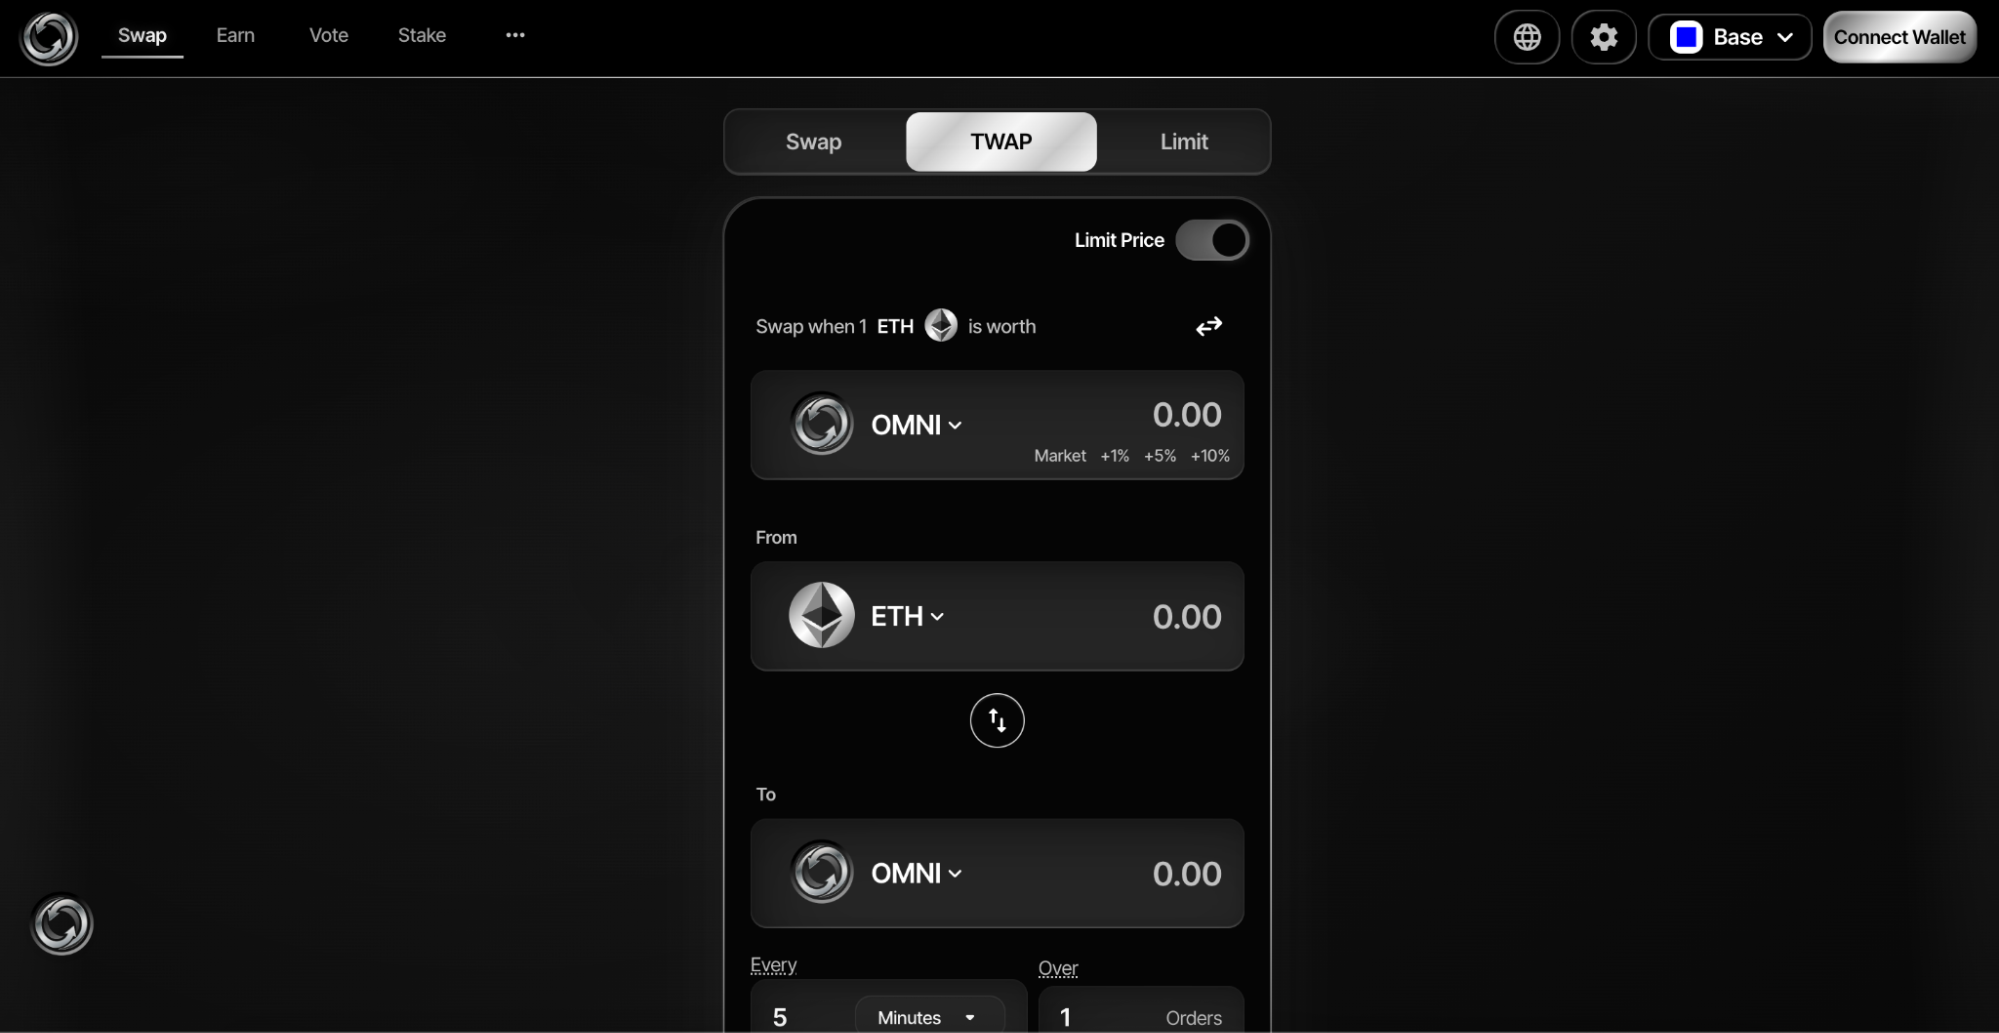 Swap Earn Vote Stake ••• Base Connect Wallet
Swap TWAP Limit
Limit Price
Swap when 1 ETH is worth
OMNI 0.00
Market +1% +5% +10%
From
ETH 0.00
To
OMNI 0.00
Every Over
5 Minutes 1 Orders